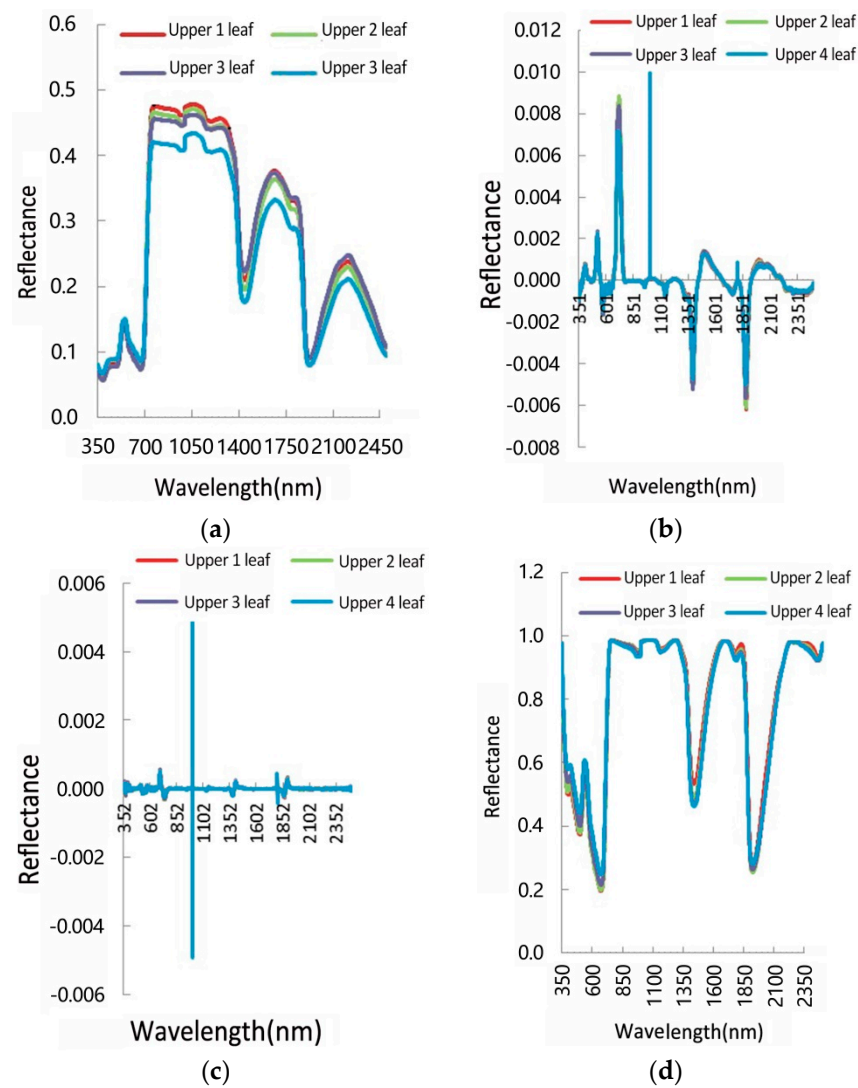 Upper 1 leaf Upper 2 leaf
Upper 3 leaf Upper 3 leaf
0.6
0.5
0.4
0.3
0.2
0.1
0.0
Reflectance
350 700 1050 1400 1750 2100 2450
Wavelength(nm)
(a)
Upper 1 leaf Upper 2 leaf
Upper 3 leaf Upper 4 leaf
0.012
0.010
0.008
0.006
0.004
0.002
0.000
-0.002
-0.004
-0.006
-0.008
Reflectance
351 601 851 1101 1351 1601 1851 2101 2351
Wavelength(nm)
(b)
Upper 1 leaf Upper 2 leaf
Upper 3 leaf Upper 4 leaf
0.006
0.004
0.002
0.000
-0.002
-0.004
-0.006
Reflectance
352 602 852 1102 1352 1602 1852 2102 2352
Wavelength(nm)
(c)
Upper 1 leaf Upper 2 leaf
Upper 3 leaf Upper 4 leaf
1.2
1.0
0.8
0.6
0.4
0.2
0.0
Reflectance
350 600 850 1100 1350 1600 1850 2100 2350
Wavelength(nm)
(d)